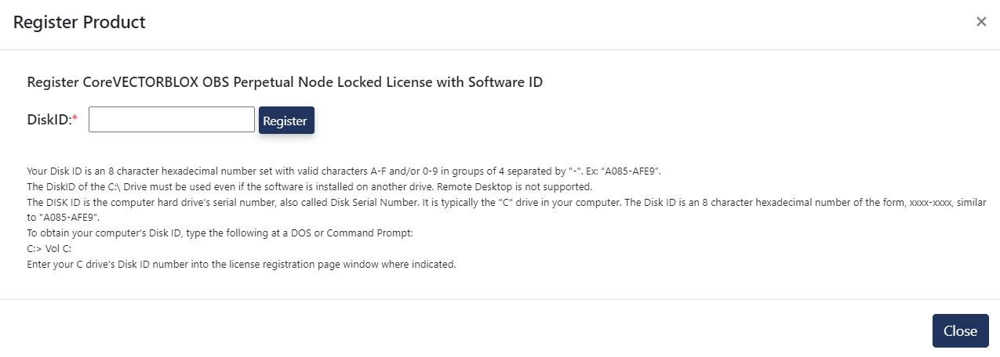 Register Product
×
Register CoreVECTORBLOX OBS Perpetual Node Locked License with Software ID
DiskID:*
Register
Your Disk ID is an 8 character hexadecimal number set with valid characters A-F and/or 0-9 in groups of 4 separated by "-". Ex: “A085-AFE9”.
The DiskID of the C:\ Drive must be used even if the software is installed on another drive. Remote Desktop is not supported.
The DISK ID is the computer hard drive's serial number, also called Disk Serial Number. It is typically the "C" drive in your computer. The Disk ID is an 8 character hexadecimal number of the form, xxxx-xxxx, similar
to "A085-AFE9".
To obtain your computer's Disk ID, type the following at a DOS or Command Prompt:
C:> Vol C:
Enter your C drive's Disk ID number into the license registration page window where indicated.
Close